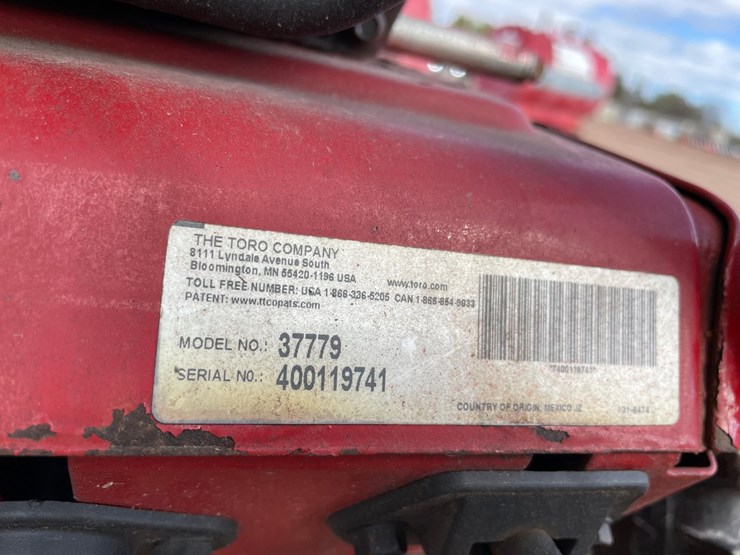 THE TORO COMPANY
8111 Lyndale Avenue South
Bloomington, MN 55420-1196 USA www.toro.com
TOLL FREE NUMBER: USA 1-866-336-5205 CAN 1-866-854-9033
PATENT: www.ttcopats.com
MODEL NO.: 37779
SERIAL NO.: 400119741
COUNTRY OF ORIGIN: MEXICO JZ